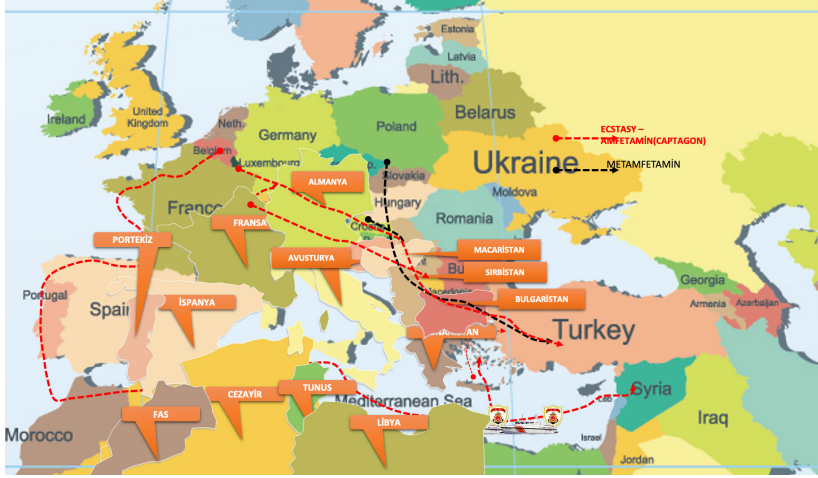 Estonia
Latvia
Lith.
Ireland
United
Kingdom
Neth.
Belgium
Germany
Poland
Belarus
ECSTASY –
AMFETAMİN(CAPTAGON)
METAMFETAMİN
Luxembourg
Slovakia
Ukraine
Moldova
ALMANYA
Hungary
Romania
FRANSA
PORTEKİZ
MACARİSTAN
AVUSTURYA
SIRBİSTAN
BULGARİSTAN
Georgia
Armenia
Azerbaijan
Portugal
Spain
İSPANYA
Turkey
CEZAYİR
TUNUS
Mediterranean Sea
Syria
FAS
LİBYA
Iraq
Morocco
Israel
Jordan